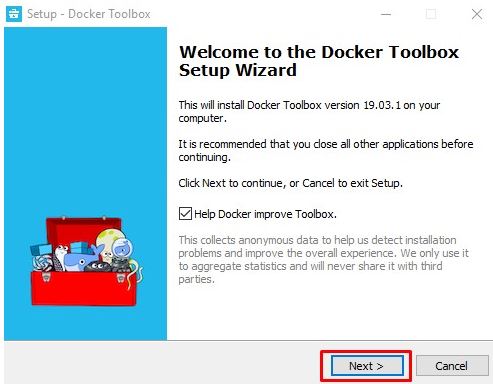 Setup - Docker Toolbox
Welcome to the Docker Toolbox
Setup Wizard
This will install Docker Toolbox version 19.03.1 on your
computer.
It is recommended that you close all other applications before
continuing.
Click Next to continue, or Cancel to exit Setup.
Help Docker improve Toolbox.
This collects anonymous data to help us detect installation
problems and improve the overall experience. We only use it
to aggregate statistics and will never share it with third
parties.
Next >
Cancel